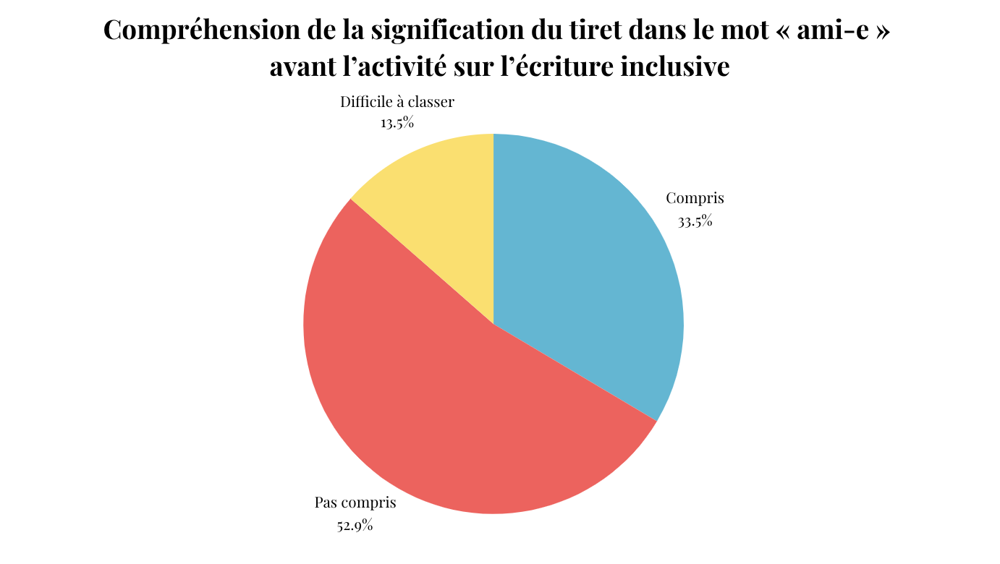 Compréhension de la signification du tiret dans le mot « ami-e »
avant l’activité sur l’écriture inclusive
Difficile à classer
13.5%
Compris
33.5%
Pas compris
52.9%